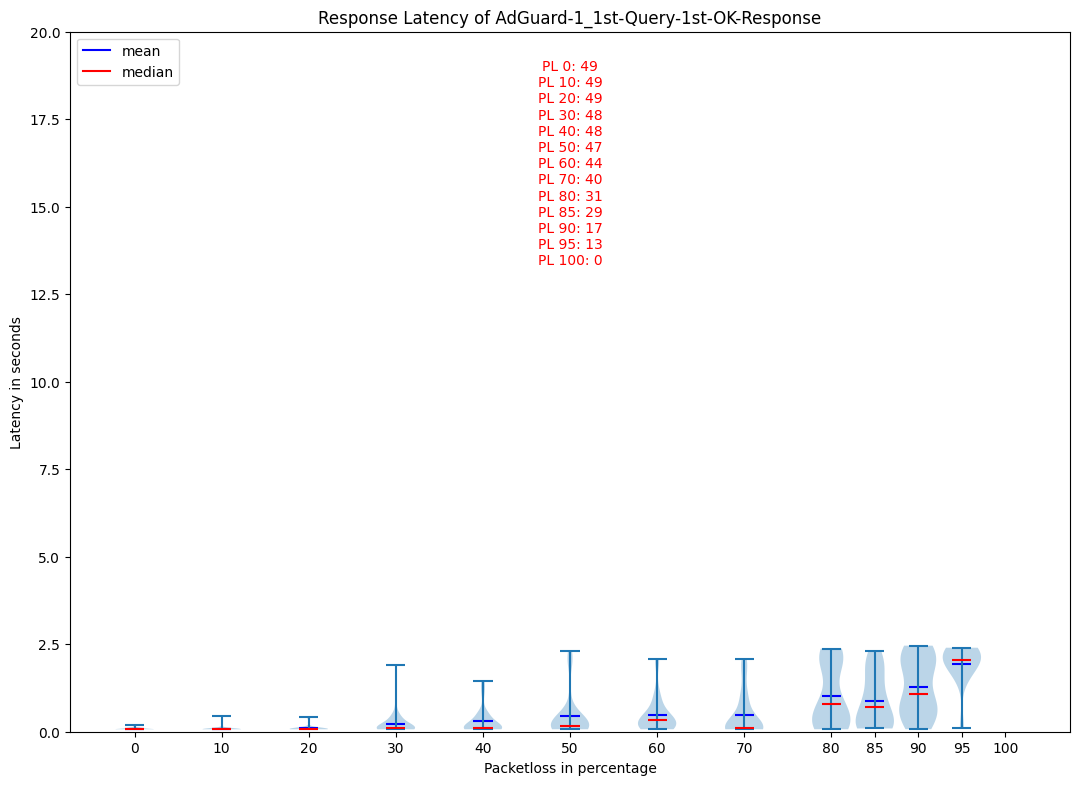 Response Latency of AdGuard-1_1st-Query-1st-OK-Response
mean
median
PL 0: 49
PL 10: 49
PL 20: 49
PL 30: 48
PL 40: 48
PL 50: 47
PL 60: 44
PL 70: 40
PL 80: 31
PL 85: 29
PL 90: 17
PL 95: 13
PL 100: 0
Latency in seconds
20.0
17.5
15.0
12.5
10.0
7.5
5.0
2.5
0.0
0 10 20 30 40 50 60 70 80 85 90 95 100
Packetloss in percentage